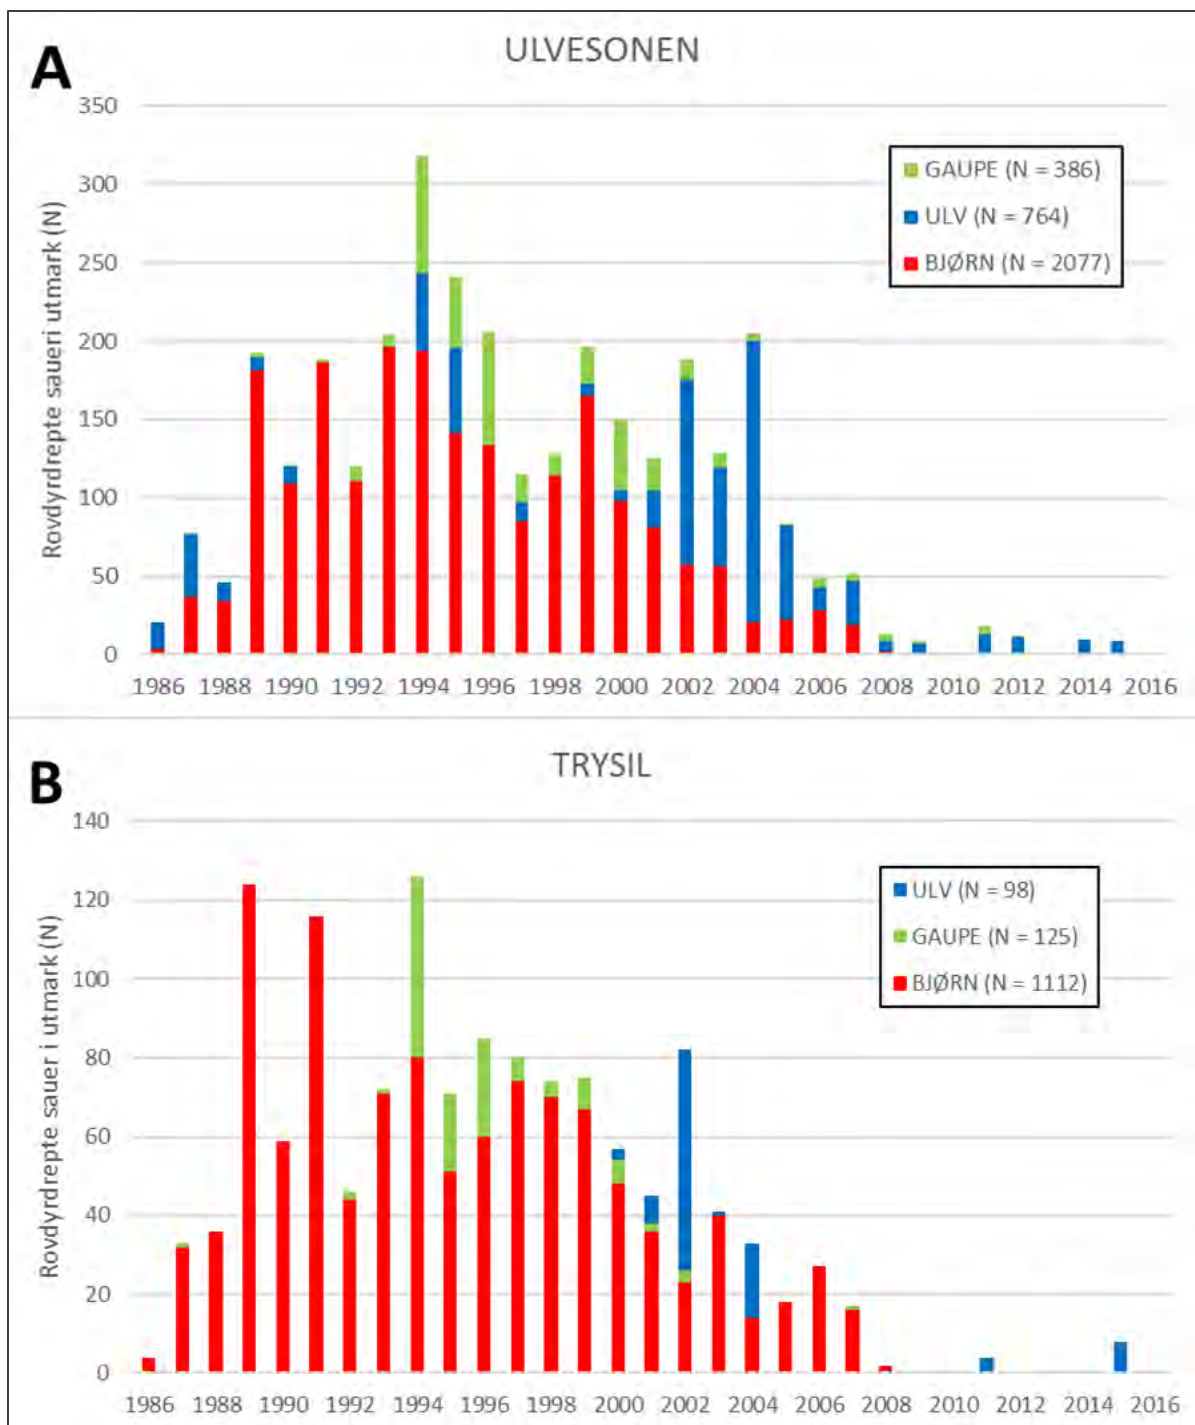 A
ULVESONEN
Rovdyrdrepte saueri utmark (N)
350
300
250
200
150
100
50
0
GAUPE (N = 386)
ULV (N = 764)
BJØRN (N = 2077)
1986 1988 1990 1992 1994 1996 1998 2000 2002 2004 2006 2008 2010 2012 2014 2016
B
TRYSIL
Rovdyrdrepte sauer i utmark (N)
140
120
100
80
60
40
20
0
ULV (N = 98)
GAUPE (N = 125)
BJØRN (N = 1112)
1986 1988 1990 1992 1994 1996 1998 2000 2002 2004 2006 2008 2010 2012 2014 2016